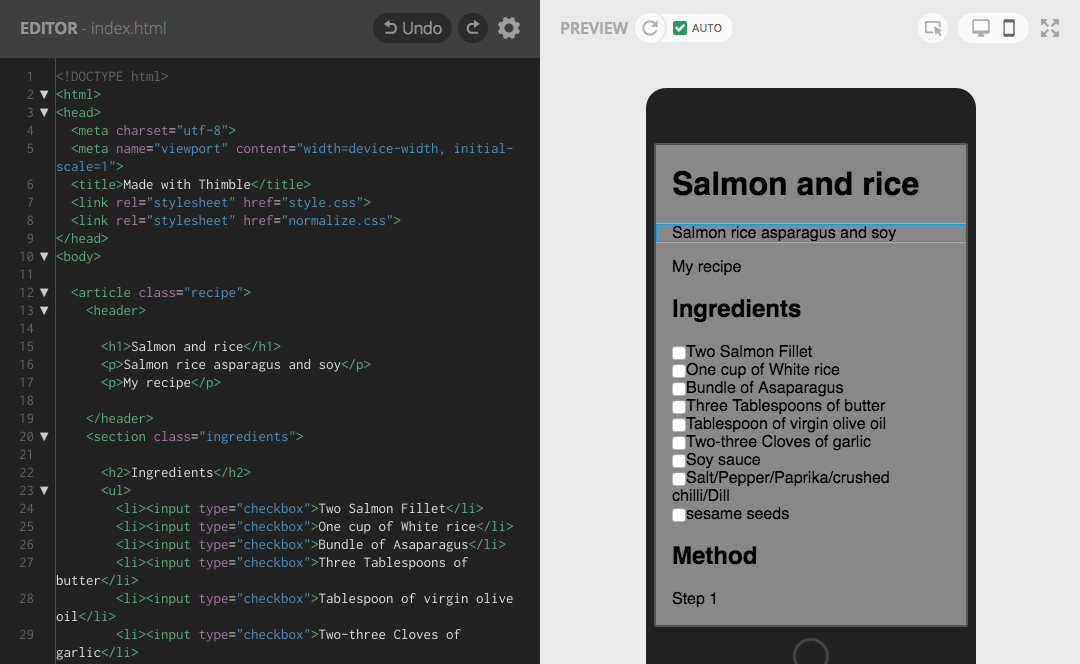 EDITOR - index.html
Undo
1 <!DOCTYPE html>
2 <html>
3 <head>
4 <meta charset="utf-8">
5 <meta name="viewport" content="width=device-width, initial-
scale=1">
6 <title>Made with Thimble</title>
7 <link rel="stylesheet" href="style.css">
8 <link rel="stylesheet" href="normalize.css">
9 </head>
10 <body>
11
12 <article class="recipe">
13 <header>
14
15 <h1>Salmon and rice</h1>
16 <p>Salmon rice asparagus and soy</p>
17 <p>My recipe</p>
18
19 </header>
20 <section class="ingredients">
21
22 <h2>Ingredients</h2>
23 <ul>
24 <li><input type="checkbox">Two Salmon Fillet</li>
25 <li><input type="checkbox">One cup of White rice</li>
26 <li><input type="checkbox">Bundle of Asaparagus</li>
27 <li><input type="checkbox">Three Tablespoons of
butter</li>
28 <li><input type="checkbox">Tablespoon of virgin olive
oil</li>
29 <li><input type="checkbox">Two-three Cloves of
garlic</li>
PREVIEW
AUTO
Salmon and rice
Salmon rice asparagus and soy
My recipe
Ingredients
Two Salmon Fillet
One cup of White rice
Bundle of Asaparagus
Three Tablespoons of butter
Tablespoon of virgin olive oil
Two-three Cloves of garlic
Soy sauce
Salt/Pepper/Paprika/crushed
chilli/Dill
sesame seeds
Method
Step 1